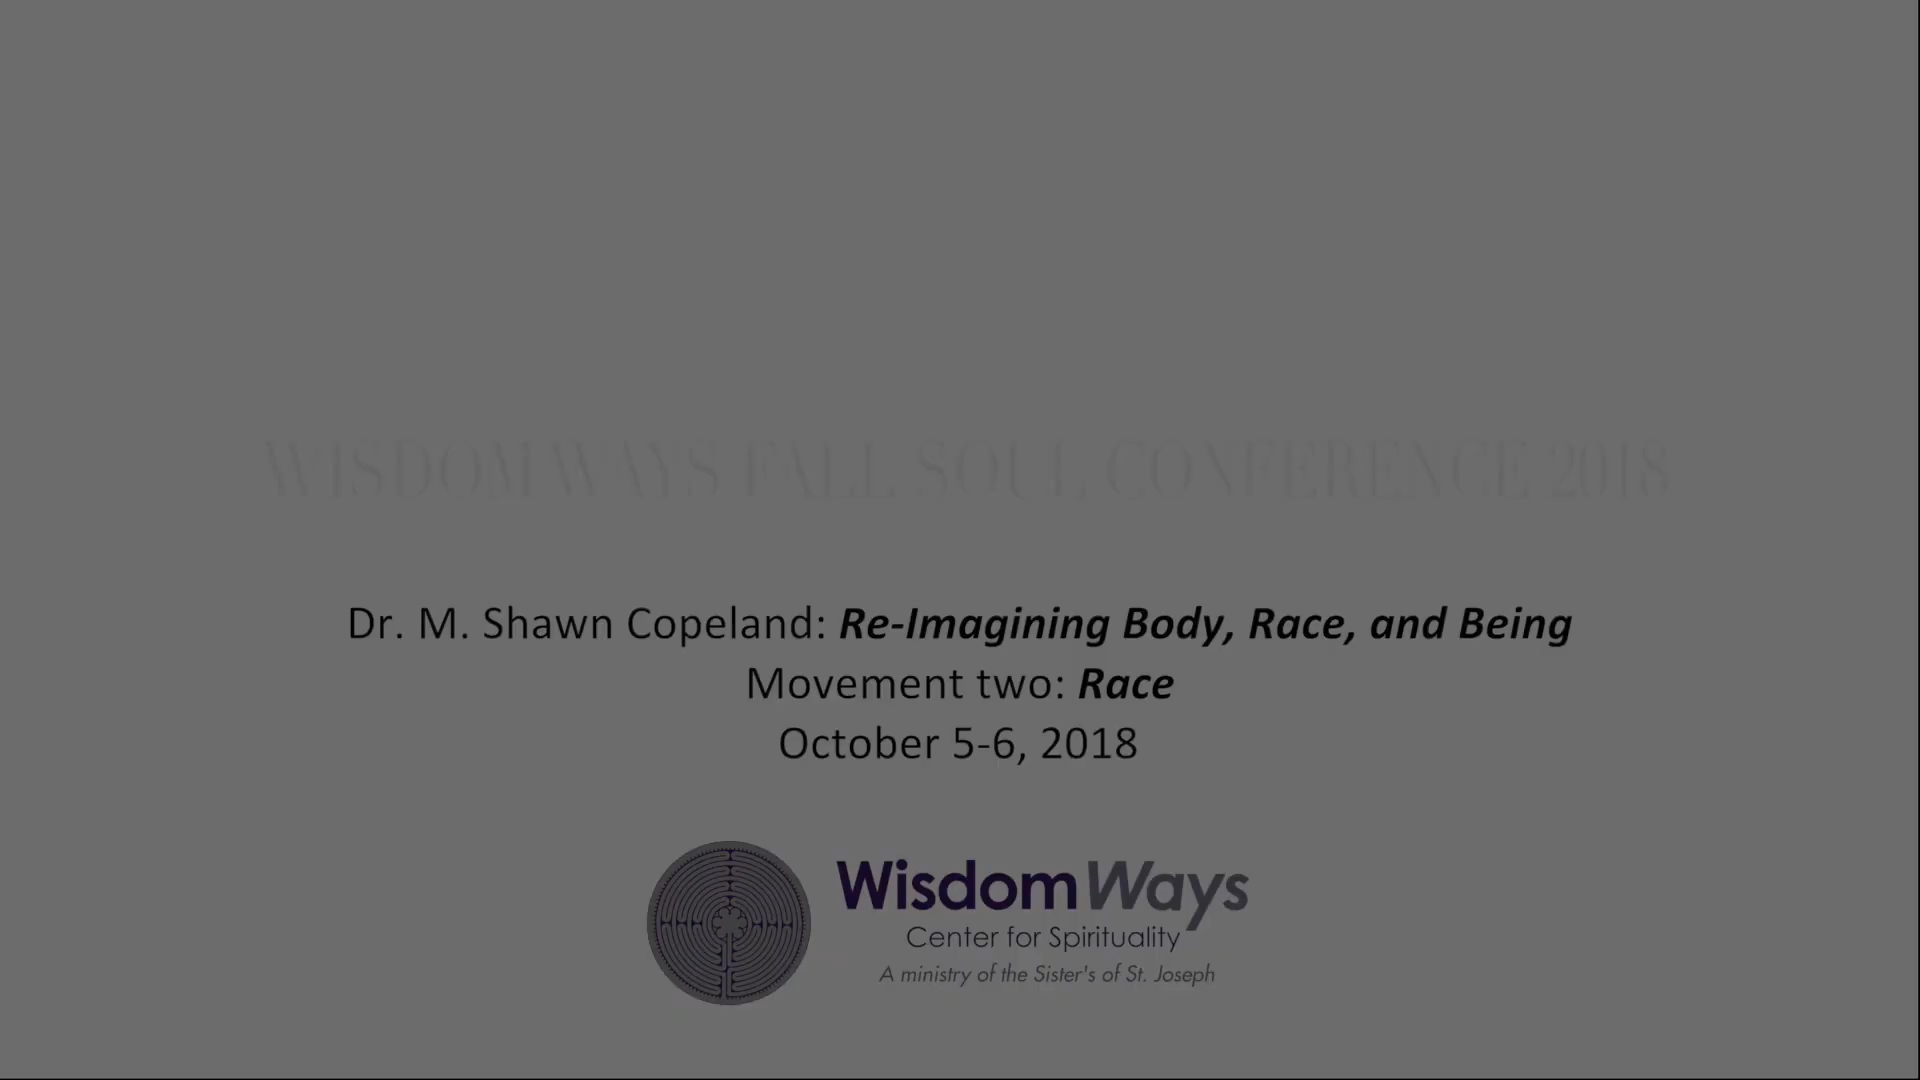 WISDOM WAYS FALL SOUL CONFERENCE 2018
Dr. M. Shawn Copeland: Re-Imagining Body, Race, and Being
Movement two: Race
October 5-6, 2018
WisdomWays
Center for Spirituality
A ministry of the Sister's of St. Joseph